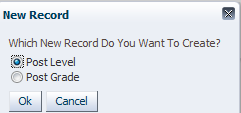 New Record
Which New Record Do You Want To Create?
Post Level
Post Grade
Ok Cancel